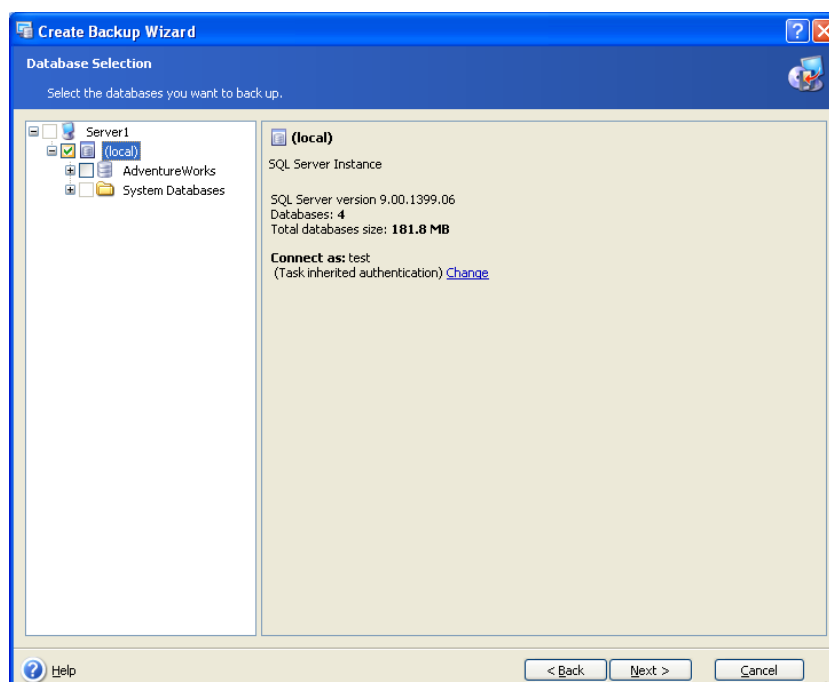 Create Backup Wizard
Database Selection
Select the databases you want to back up.
Server1
(local)
AdventureWorks
System Databases
(local)
SQL Server Instance
SQL Server version 9.00.1399.06
Databases: 4
Total databases size: 181.8 MB
Connect as: test
(Task inherited authentication) Change
Help
< Back
Next >
Cancel